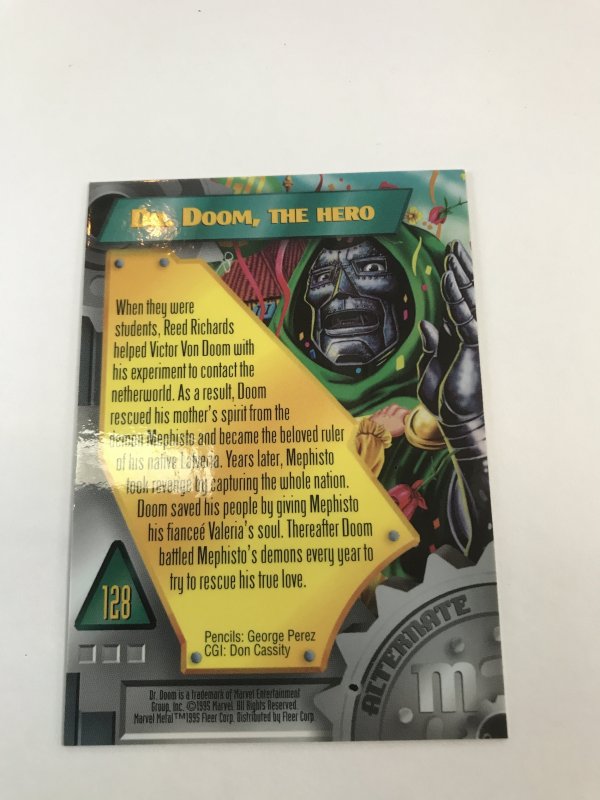 Dr. Doom, the hero
When they were
students, Reed Richards
helped Victor Von Doom with
his experiment to contact the
netherworld. As a result, Doom
rescued his mother's spirit from the
demon Mephisto and became the beloved ruler
of his native Latveria. Years later, Mephisto
took revenge by capturing the whole nation.
Doom saved his people by giving Mephisto
his fianceé Valeria's soul. Thereafter Doom
battled Mephisto's demons every year to
try to rescue his true love.
128
Pencils: George Perez
CGI: Don Cassity
ALTERNATE
m
Dr. Doom is a trademark of Marvel Entertainment
Group, Inc. ©1995 Marvel. All Rights Reserved.
Marvel Metal™1995 Fleer Corp. Distributed by Fleer Corp.